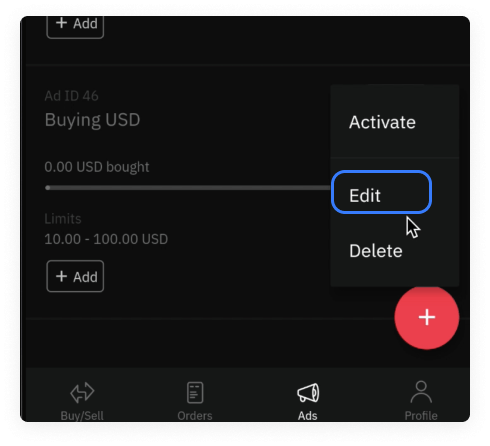 + Add
Ad ID 46
Buying USD
Activate
0.00 USD bought
Edit
Limits
10.00 - 100.00 USD
Delete
+ Add
+
Buy/Sell
Orders
Ads
Profile